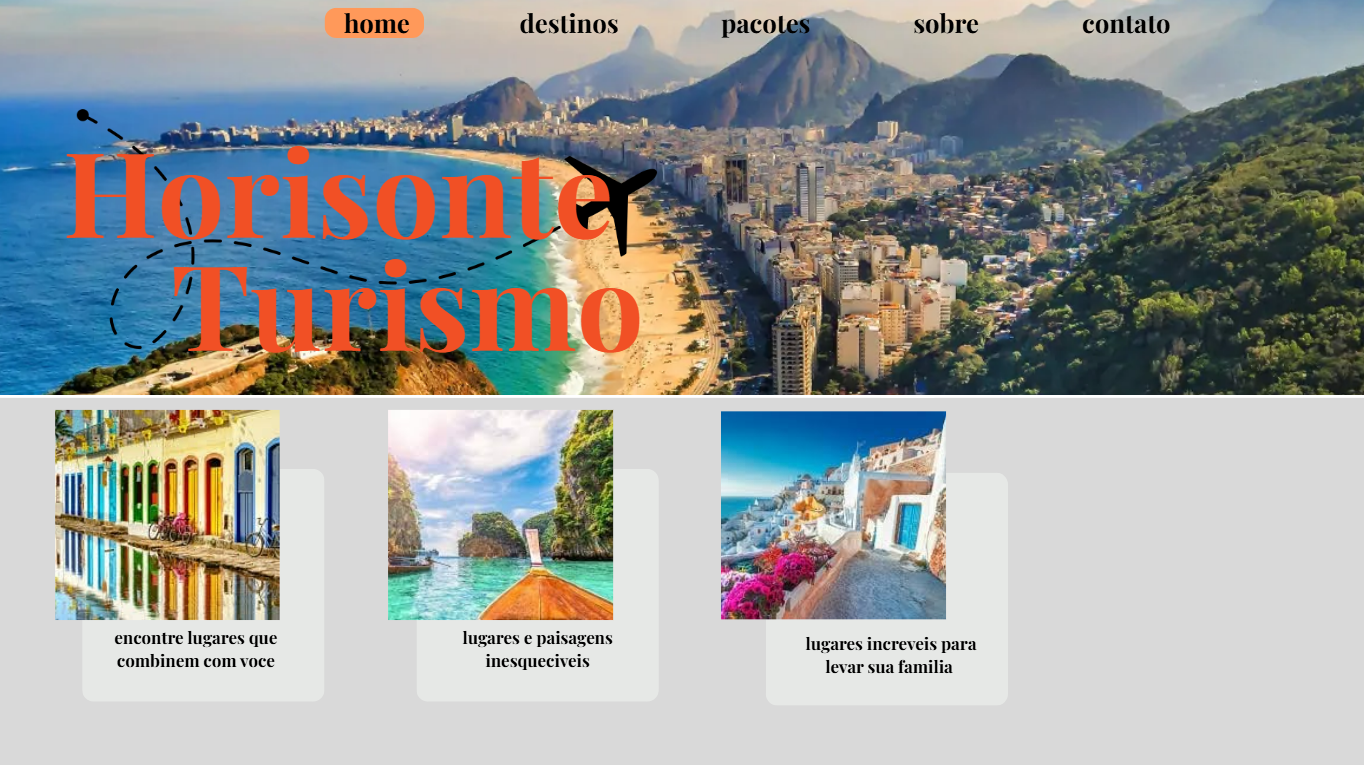 home destinos pacotes sobre contato
Horisonte
Turismo
encontre lugares que
combinem com voce
lugares e paisagens
inesqueciveis
lugares increveis para
levar sua familia